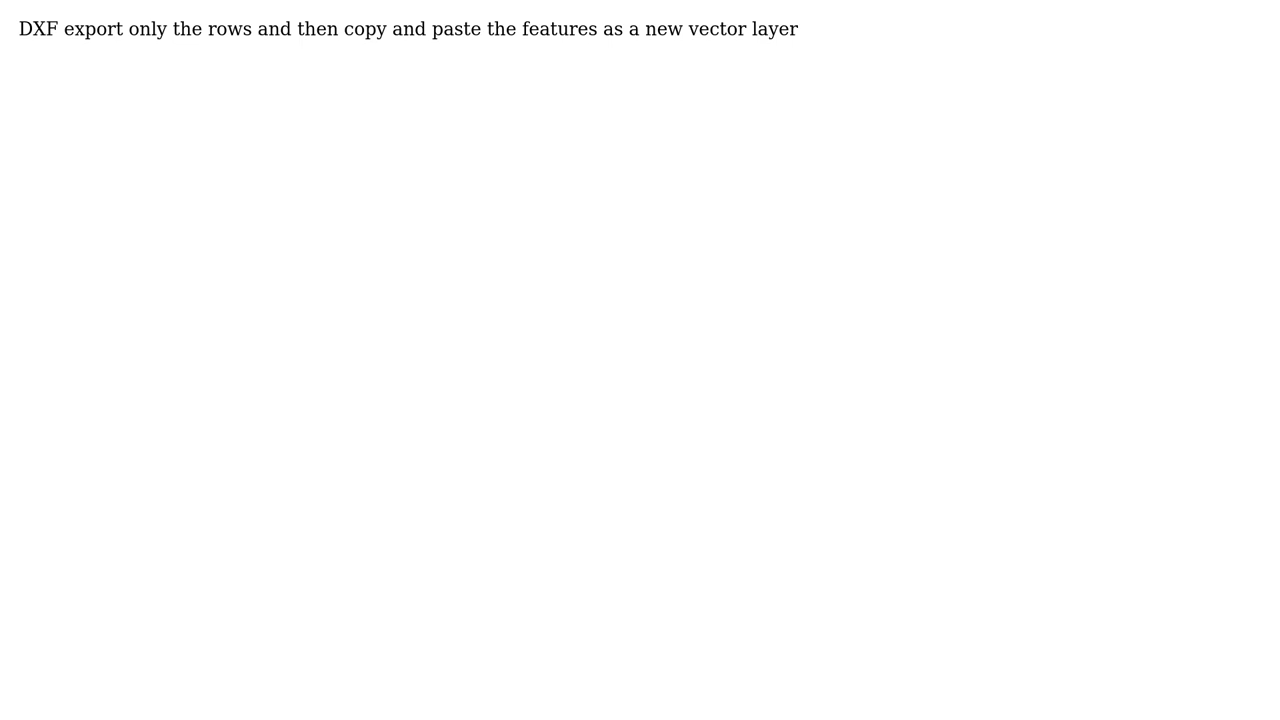 DXF export only the rows and then copy and paste the features as a new vector layer